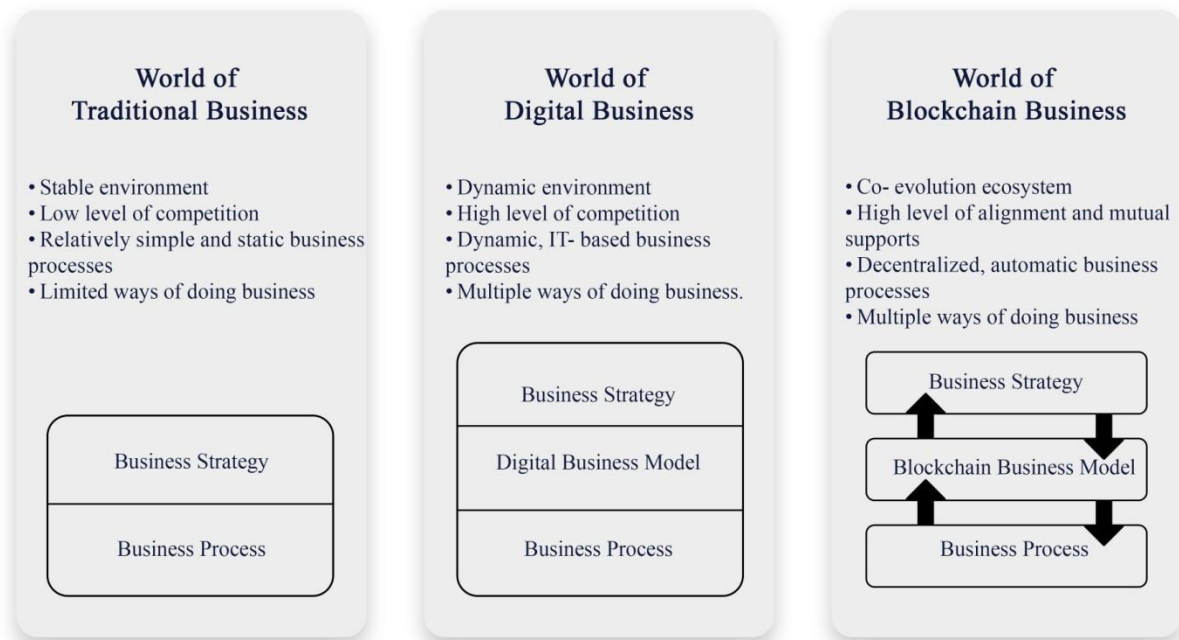 World of
Traditional Business
• Stable environment
• Low level of competition
• Relatively simple and static business
processes
• Limited ways of doing business
Business Strategy
Business Process
World of
Digital Business
• Dynamic environment
• High level of competition
• Dynamic, IT- based business
processes
• Multiple ways of doing business.
Business Strategy
Digital Business Model
Business Process
World of
Blockchain Business
• Co- evolution ecosystem
• High level of alignment and mutual
supports
• Decentralized, automatic business
processes
• Multiple ways of doing business
Business Strategy
Blockchain Business Model
Business Process